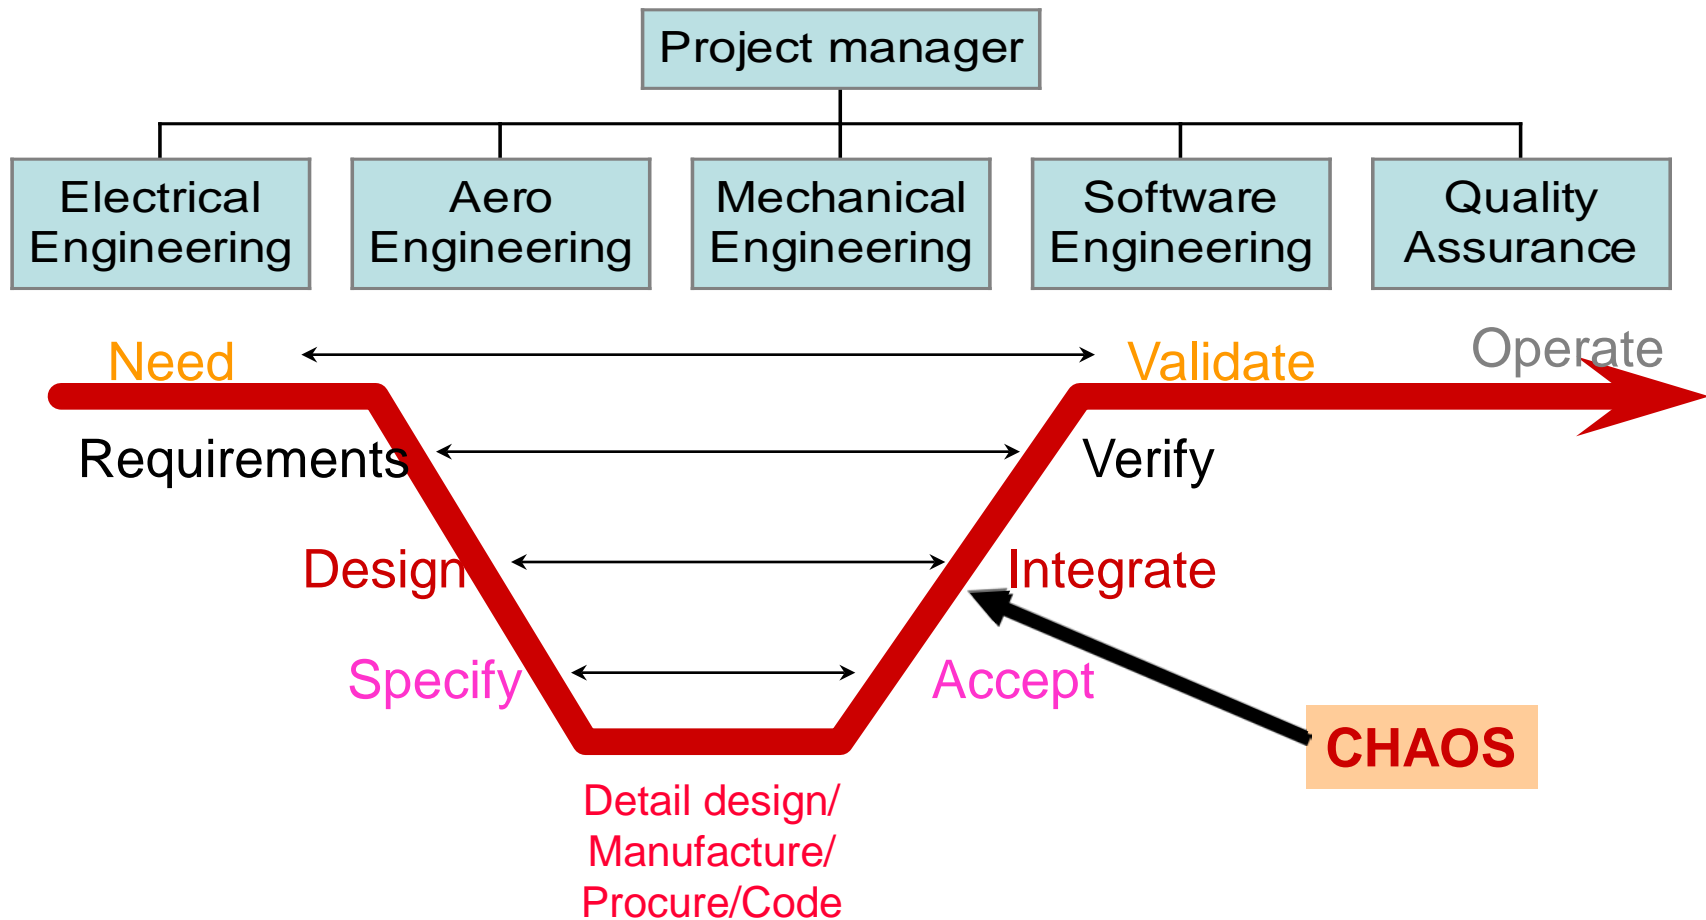 Project manager
Electrical
Engineering
Aero
Engineering
Mechanical
Engineering
Software
Engineering
Quality
Assurance
Need
Validate
Operate
Requirements
Verify
Design
Integrate
Specify
Accept
CHAOS
Detail design/
Manufacture/
Procure/Code